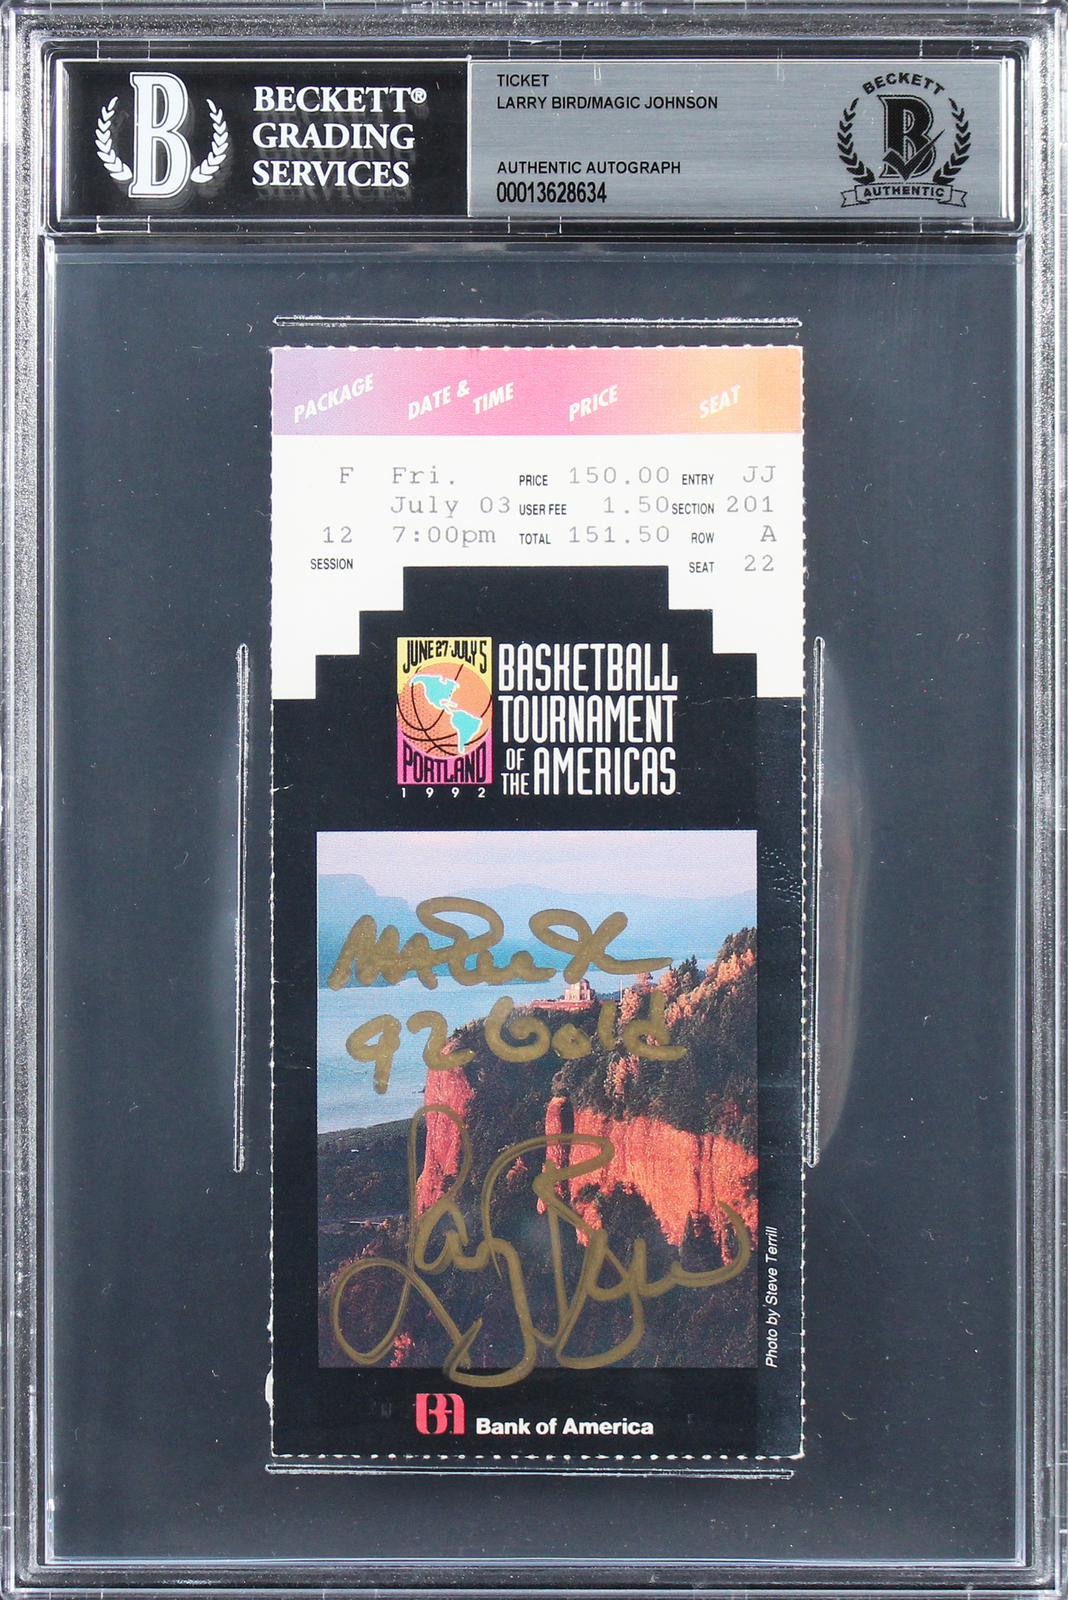 BECKETT®
GRADING
SERVICES
TICKET
LARRY BIRD/MAGIC JOHNSON
AUTHENTIC AUTOGRAPH
00013628634
BECKETT
B
AUTHENTIC
PACKAGE DATE & TIME PRICE SEAT
F Fri. PRICE 150.00 ENTRY JJ
July 03 USER FEE 1.50 SECTION 201
12 7:00pm TOTAL 151.50 ROW A
SESSION SEAT 22
JUNE 27-JULY 5
PORTLAND
1992
BASKETBALL
TOURNAMENT
OF THE AMERICAS
92 Gold
Larry Bird
Photo by Steve Terrill
BA Bank of America